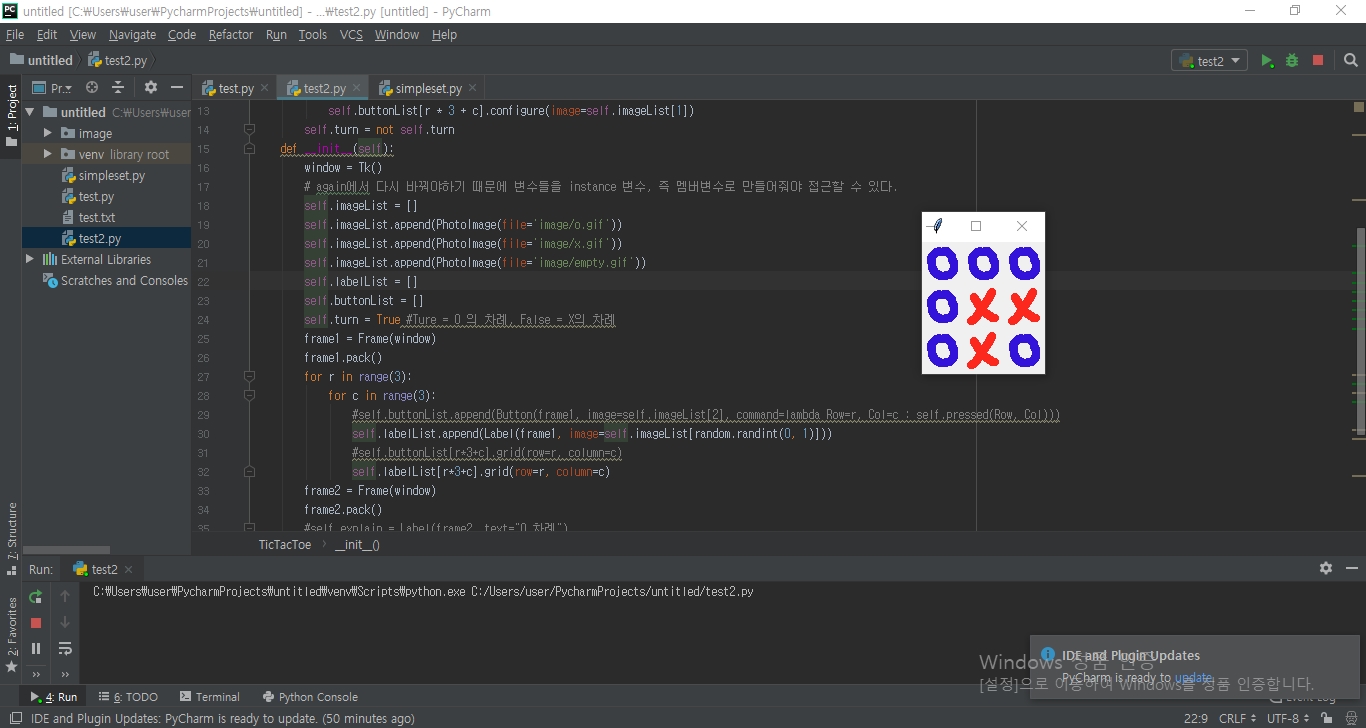 untitled [C:₩Users₩user₩PycharmProjects₩untitled] - ...₩test2.py [untitled] - PyCharm
File Edit View Navigate Code Refactor Run Tools VCS Window Help
untitled test2.py test2
1: Project Pr.. test.py test2.py simpleset.py
untitled C:₩Users₩user
image
venv library root
simpleset.py
test.py
test.txt
test2.py
External Libraries
Scratches and Consoles
13 self.buttonList[r * 3 + c].configure(image=self.imageList[1])
14 self.turn = not self.turn
15 def __init__(self):
16 window = Tk()
17 # again에서 다시 바꿔야하기 때문에 변수들을 instance 변수, 즉 멤버변수로 만들어줘야 접근할 수 있다.
18 self.imageList = []
19 self.imageList.append(PhotoImage(file='image/o.gif'))
20 self.imageList.append(PhotoImage(file='image/x.gif'))
21 self.imageList.append(PhotoImage(file='image/empty.gif'))
22 self.labelList = []
23 self.buttonList = []
24 self.turn = True #Ture = O 의 차례, False = X의 차례
25 frame1 = Frame(window)
26 frame1.pack()
27 for r in range(3):
28 for c in range(3):
29 #self.buttonList.append(Button(frame1, image=self.imageList[2], command=lambda Row=r, Col=c : self.pressed(Row, Col)))
30 self.labelList.append(Label(frame1, image=self.imageList[random.randint(0, 1)]))
31 #self.buttonList[r*3+c].grid(row=r, column=c)
32 self.labelList[r*3+c].grid(row=r, column=c)
33 frame2 = Frame(window)
34 frame2.pack()
35 #self.explain = Label(frame2, text="O 차례")
O O O
O X X
O X O
TicTacToe __init__()
7: Structure
2: Favorites
Run: test2
C:₩Users₩user₩PycharmProjects₩untitled₩venv₩Scripts₩python.exe C:/Users/user/PycharmProjects/untitled/test2.py
Windows 정품 인증
[설정]으로 이동하여 Windows를 정품 인증합니다.
IDE and Plugin Updates
PyCharm is ready to update.
4: Run 6: TODO Terminal Python Console Event Log
IDE and Plugin Updates: PyCharm is ready to update. (50 minutes ago) 22:9 CRLF UTF-8